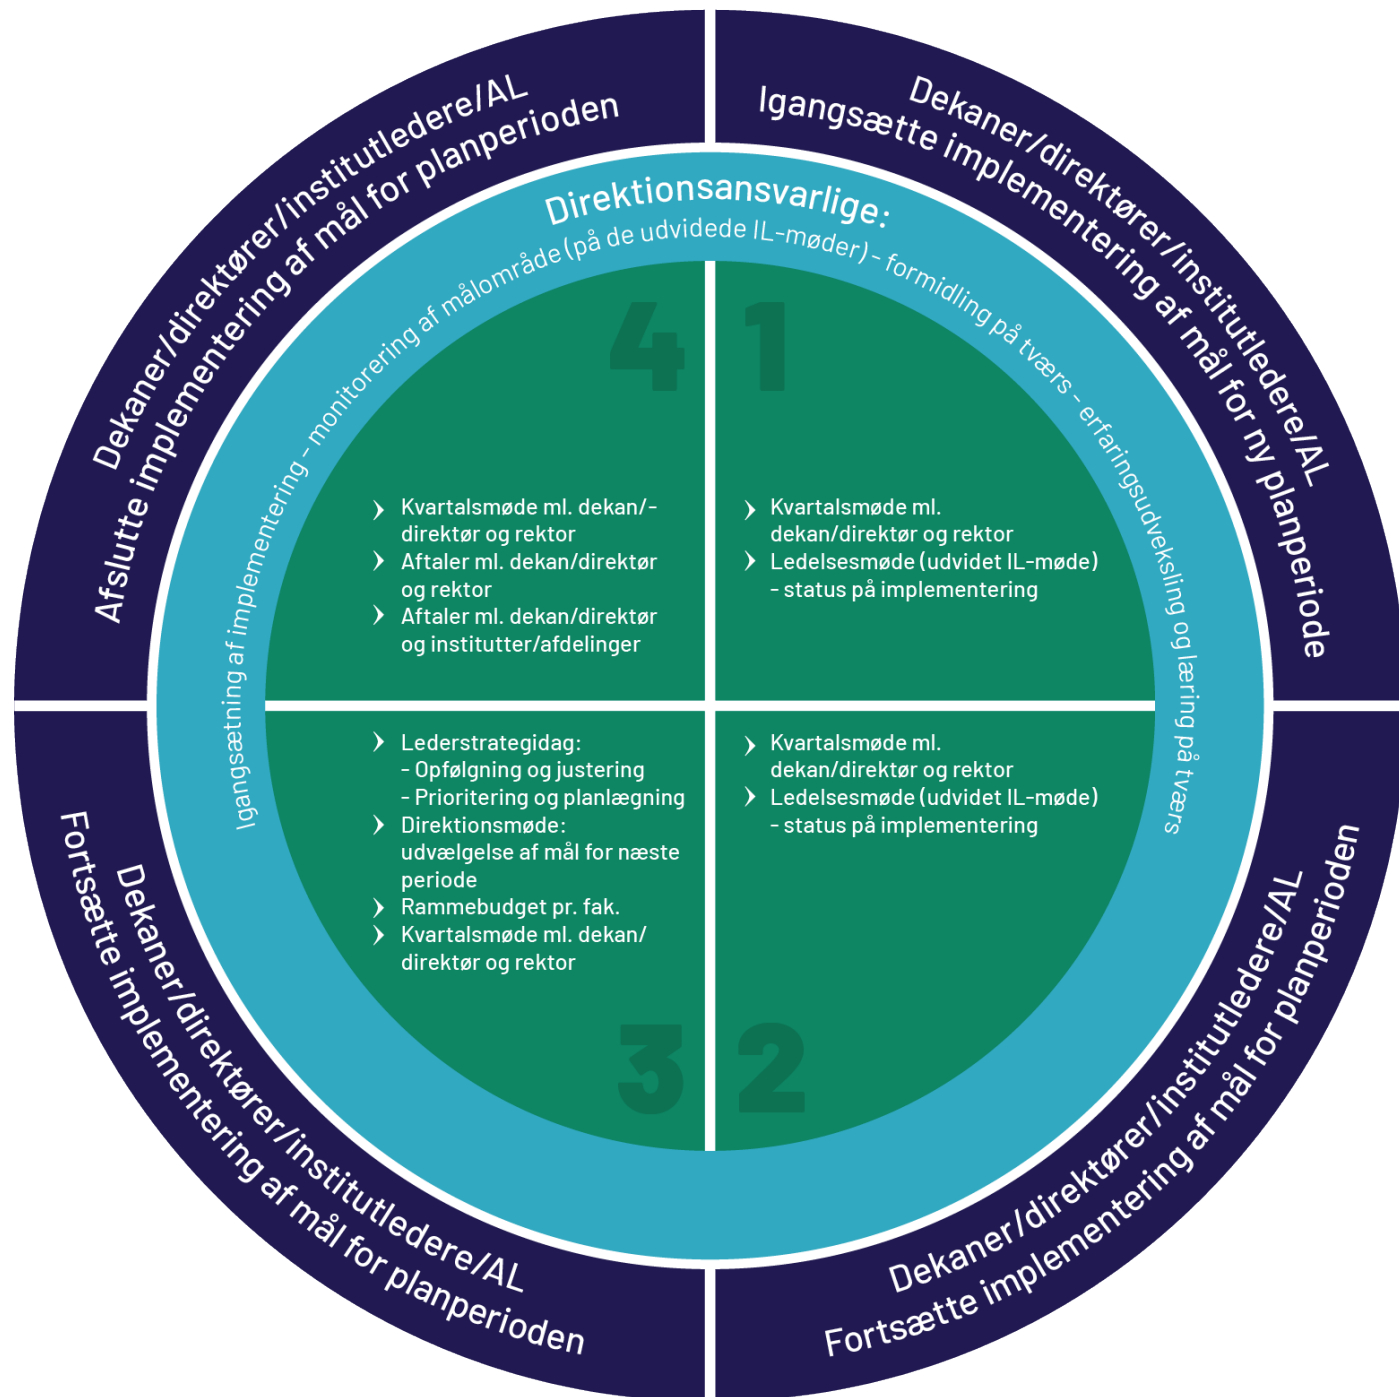 Dekaner/direktører/institutledere/AL
Afslutte implementering af mål for planperioden
Dekaner/direktører/institutledere/AL
Igangsætte implementering af mål for ny planperiode
Direktionsansvarlige:
Igangsætning af implementering - monitorering af målområde (på de udvidede IL-møder) - formidling på tværs - erfaringsudveksling og læring på tværs
4
Kvartalsmøde ml. dekan/-
direktør og rektor
Aftaler ml. dekan/direktør
og rektor
Aftaler ml. dekan/direktør
og institutter/afdelinger
1
Kvartalsmøde ml.
dekan/direktør og rektor
Ledelsesmøde (udvidet IL-møde)
- status på implementering
Lederstrategidag:
- Opfølgning og justering
- Prioritering og planlægning
Direktionsmøde:
udvælgelse af mål for næste
periode
Rammebudget pr. fak.
Kvartalsmøde ml. dekan/
direktør og rektor
3
Kvartalsmøde ml.
dekan/direktør og rektor
Ledelsesmøde (udvidet IL-møde)
- status på implementering
2
Dekaner/direktører/institutledere/AL
Fortsætte implementering af mål for planperioden
Dekaner/direktører/institutledere/AL
Fortsætte implementering af mål for planperioden